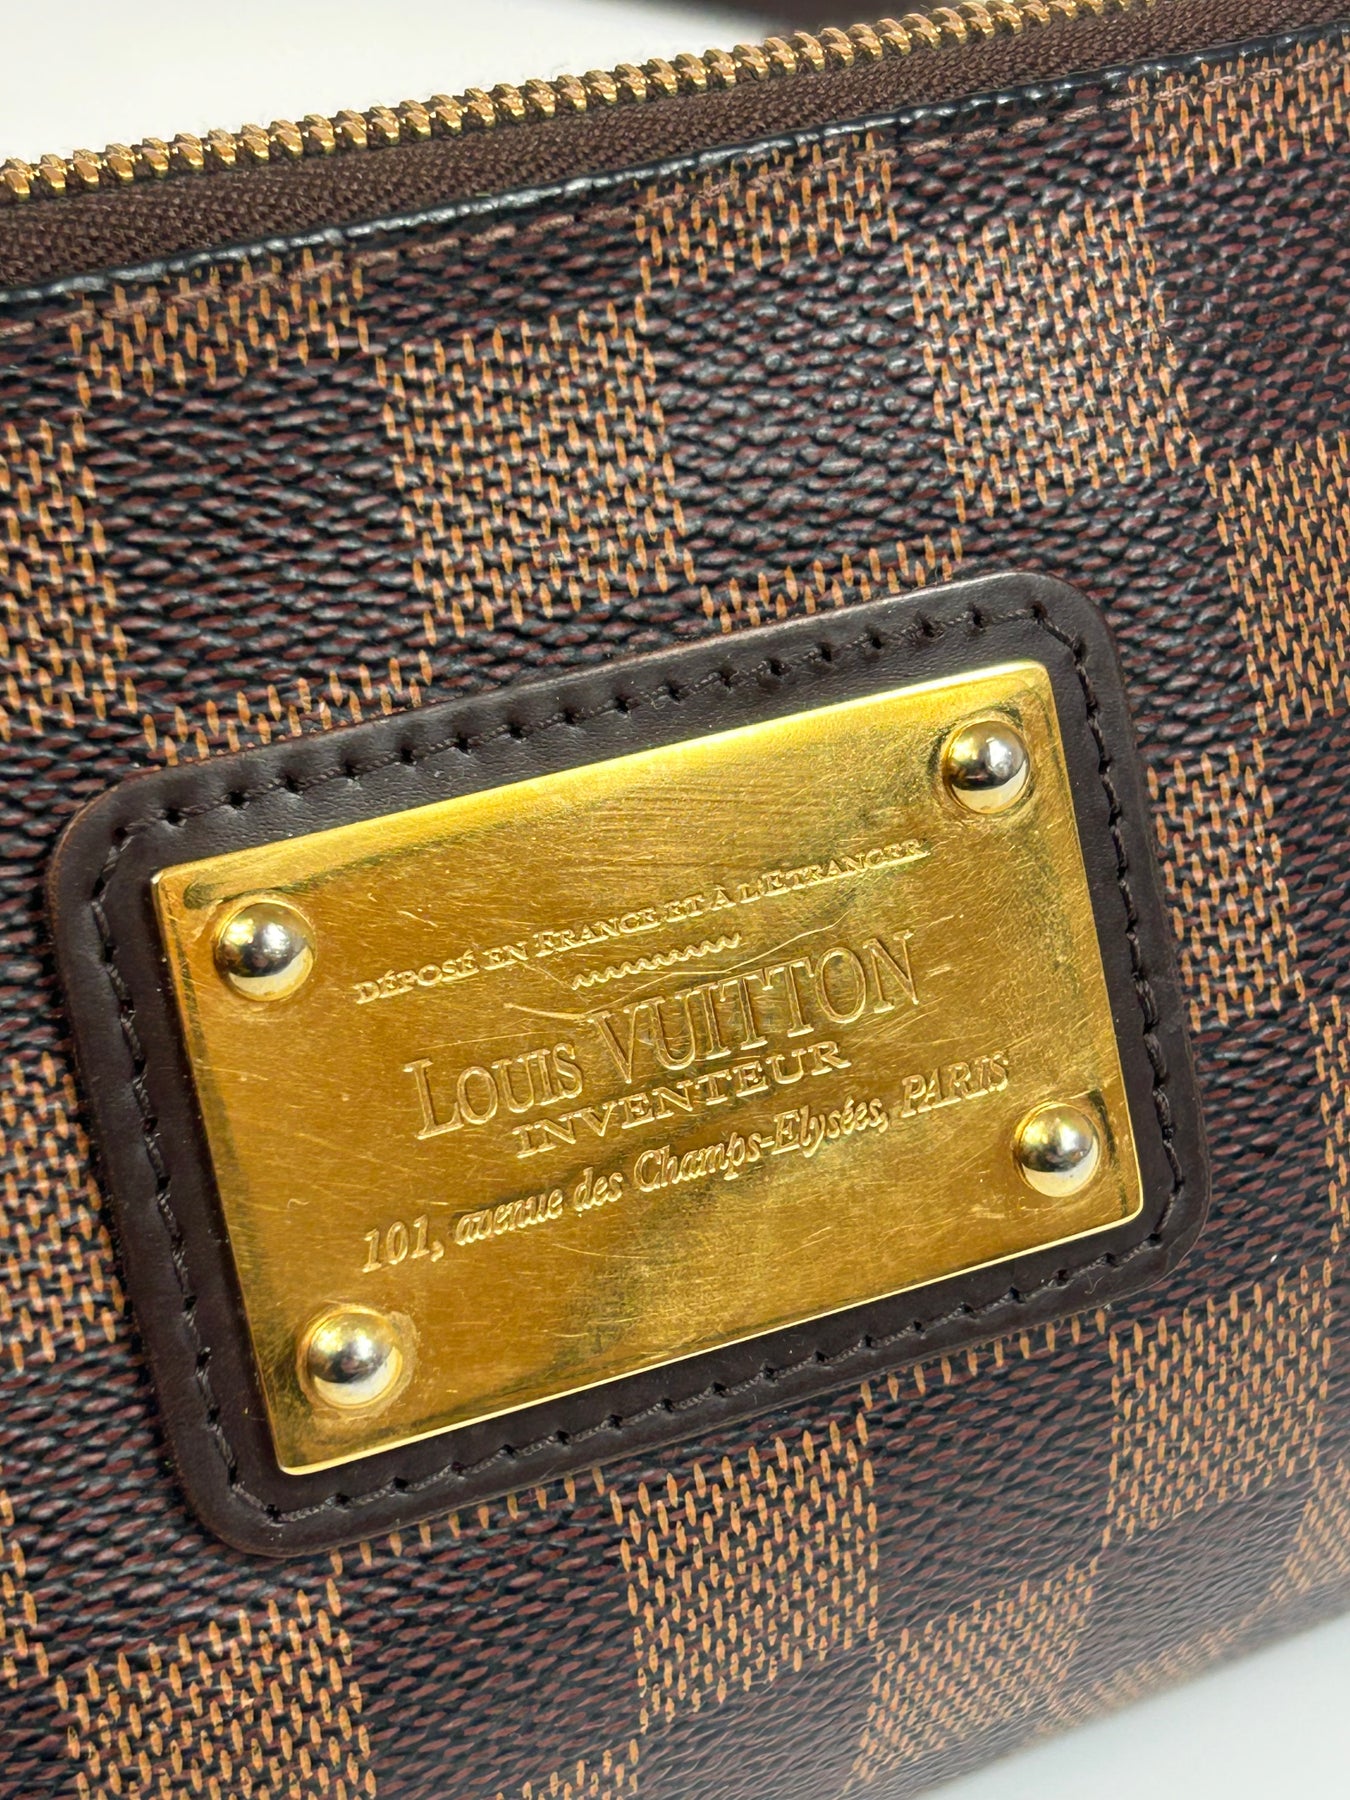 DÉPOSÉ EN FRANCE ET À L'ÉTRANGER
LOUIS VUITTON
INVENTEUR
101, avenue des Champs-Elysées, PARIS